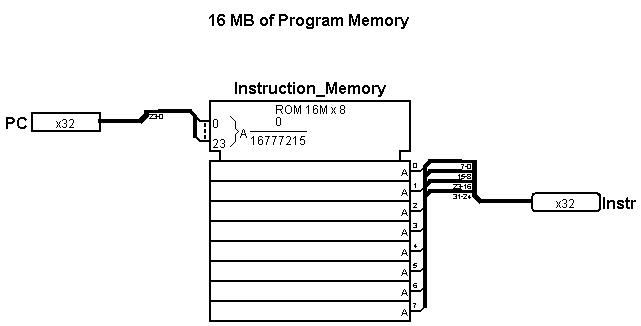 16 MB of Program Memory
Instruction_Memory
ROM 16M x 8
PC
x32
23-0
0
23
A
0
16777215
A 0
A 1
A 2
A 3
A 4
A 5
A 6
A 7
7-0
15-8
23-16
31-24
x32
Instr